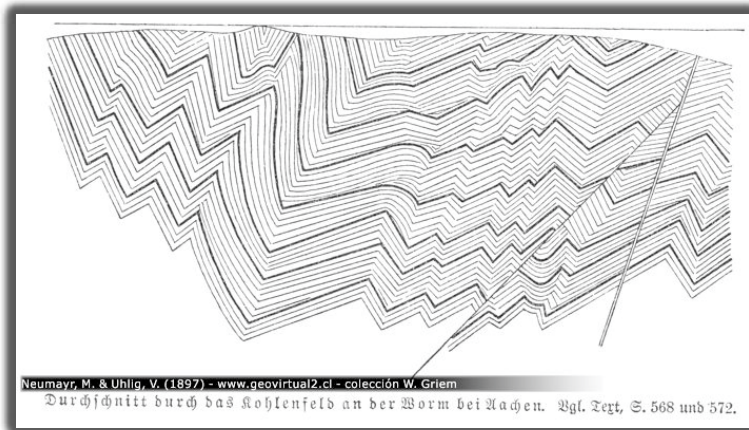 Neumayr, M. & Uhlig, V. (1897) - www.geovirtual2.cl - colección W. Griem
Durchschnitt durch das Kohlenfeld an der Worm bei Aachen. Vgl. Text, S. 568 und 572.